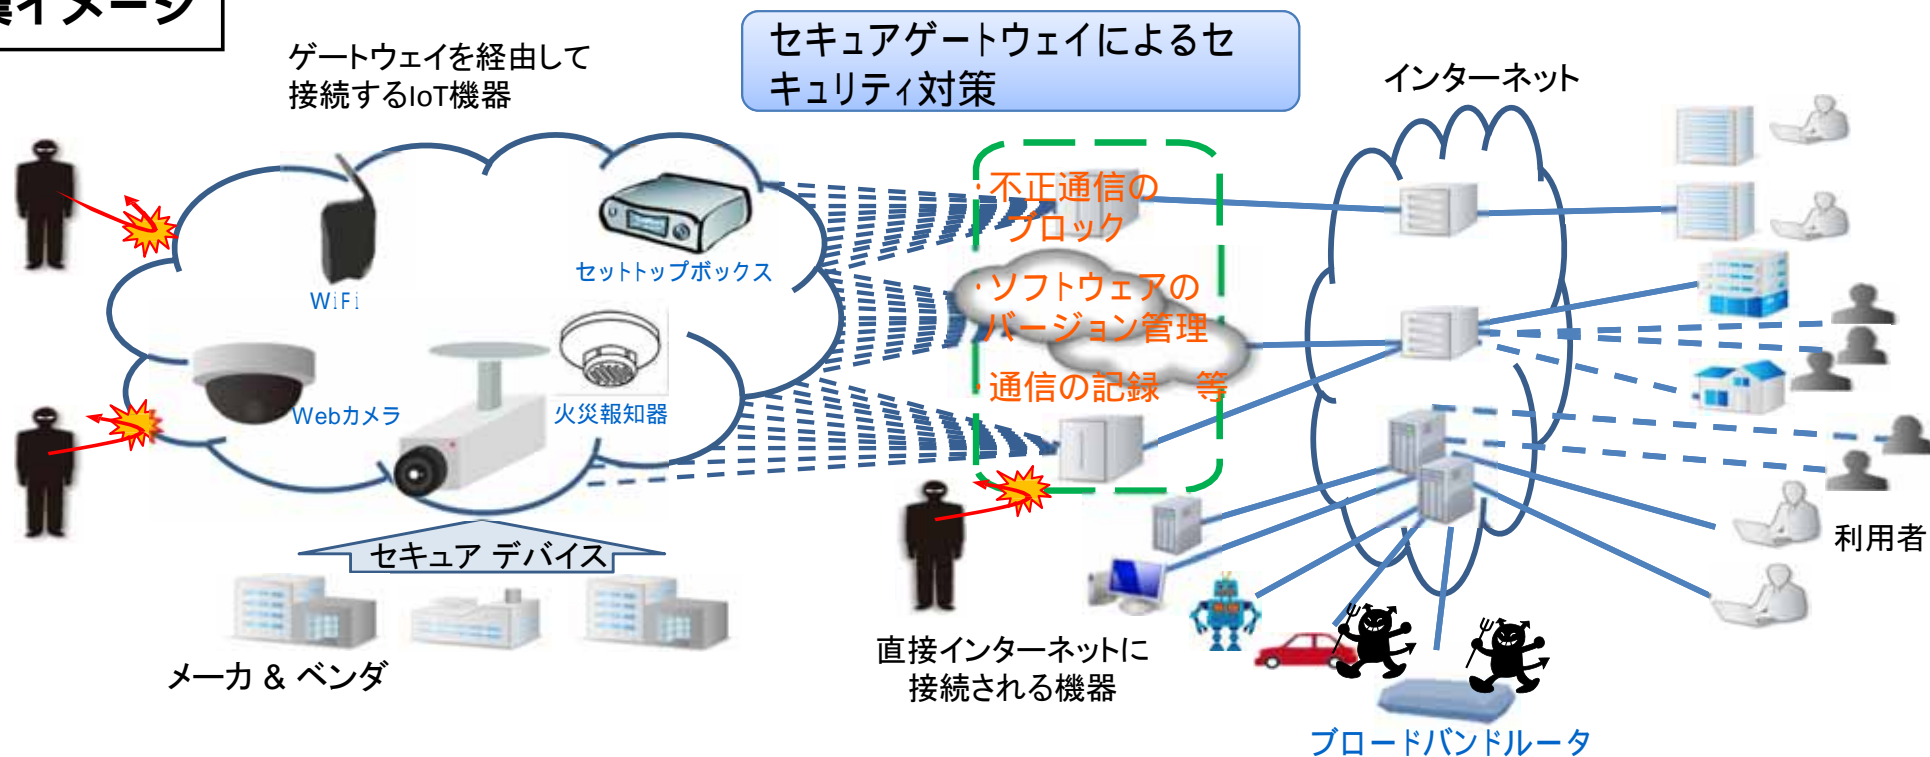 業イメージ
ゲートウェイを経由して
接続するIoT機器
セキュアゲートウェイによるセ
キュリティ対策
インターネット
・不正通信の
ブロック
セットトップボックス
WiFi
・ソフトウェアの
バージョン管理
・通信の記録　等
Webカメラ
火災報知器
セキュア デバイス
利用者
メーカ & ベンダ
直接インターネットに
接続される機器
ブロードバンドルータ